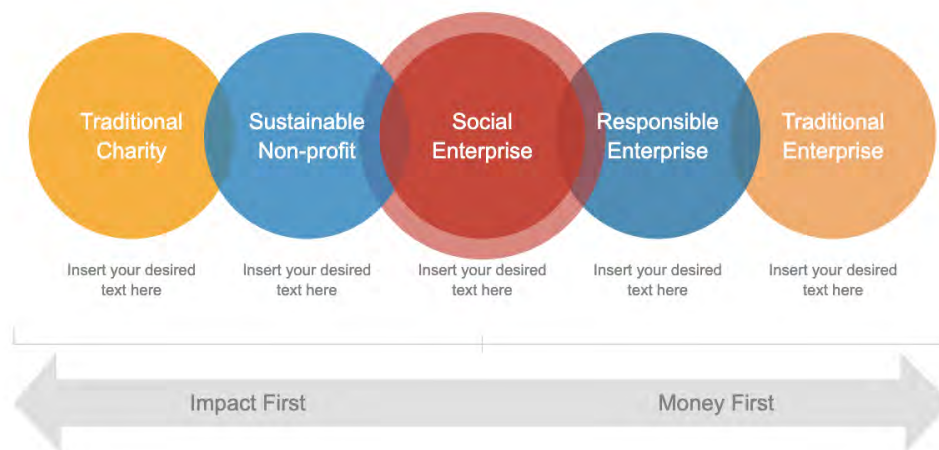 Traditional
Charity
Sustainable
Non-profit
Social
Enterprise
Responsible
Enterprise
Traditional
Enterprise
Insert your desired
text here
Insert your desired
text here
Insert your desired
text here
Insert your desired
text here
Insert your desired
text here
Impact First
Money First